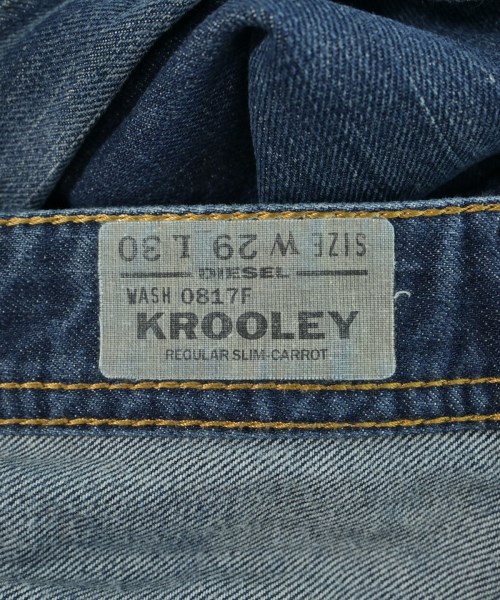 SIZE W 29 L 30
DIESEL
WASH 0817F
KROOLEY
REGULAR SLIM-CARROT